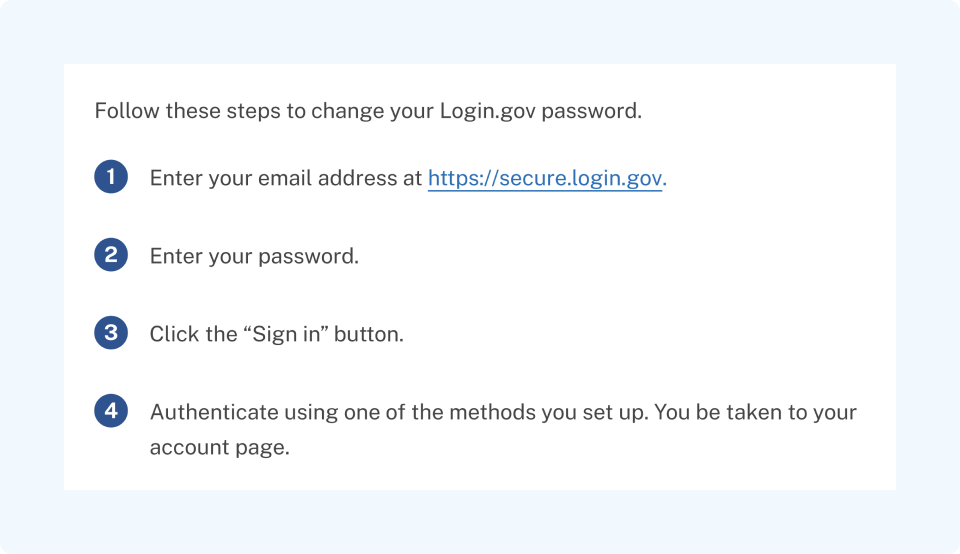 Follow these steps to change your Login.gov password.
1 Enter your email address at https://secure.login.gov.
2 Enter your password.
3 Click the “Sign in” button.
4 Authenticate using one of the methods you set up. You be taken to your
account page.